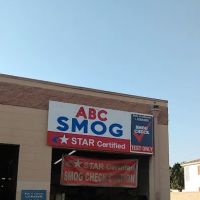 ABC
SMOG
STAR Certified
SMOG
CHECK
TEST ONLY
STAR Certified
SMOG CHECK STATION